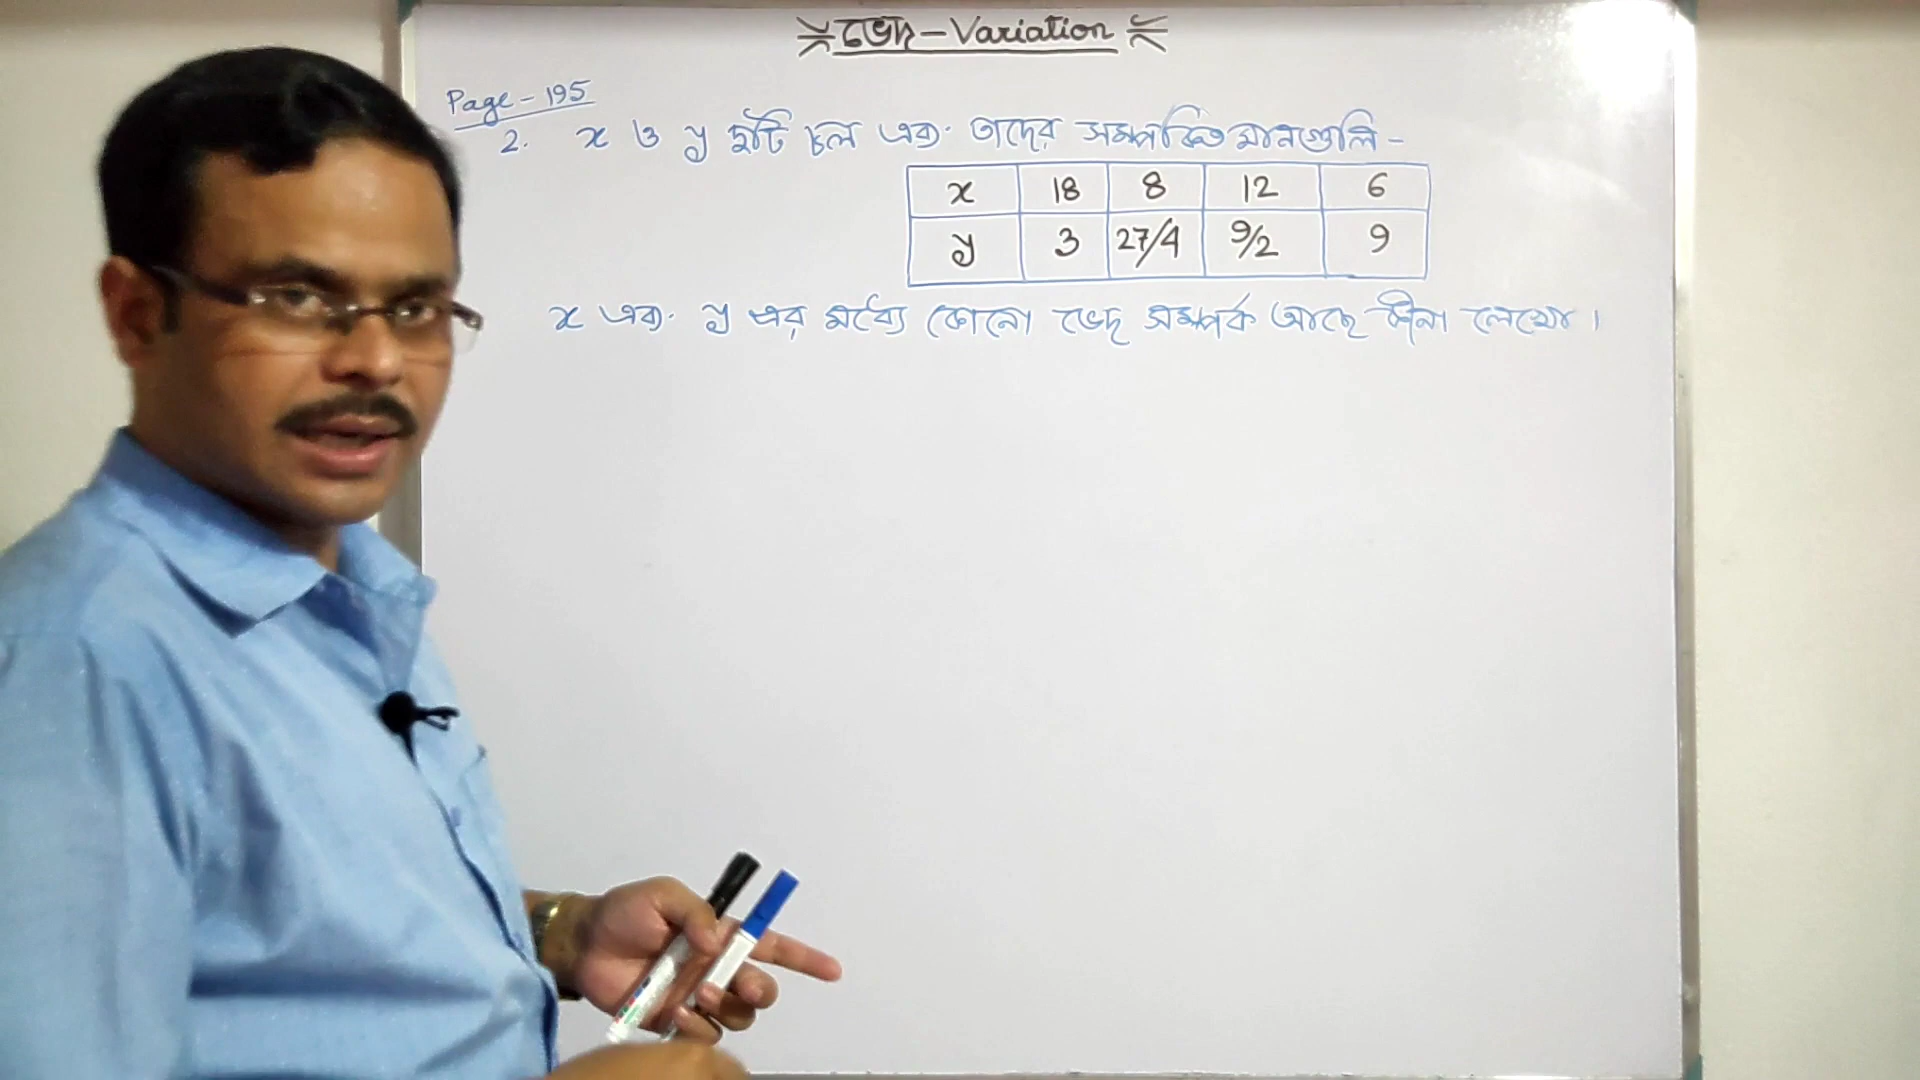 ভেদ - Variation
Page - 195
2. x ও y দুটি চল এবং তাদের সম্পর্কিত মানগুলি -
x 18 8 12 6
y 3 27/4 9/2 9
x এবং y এর মধ্যে কোনো ভেদ সম্পর্ক আছে কীনা লেখো।